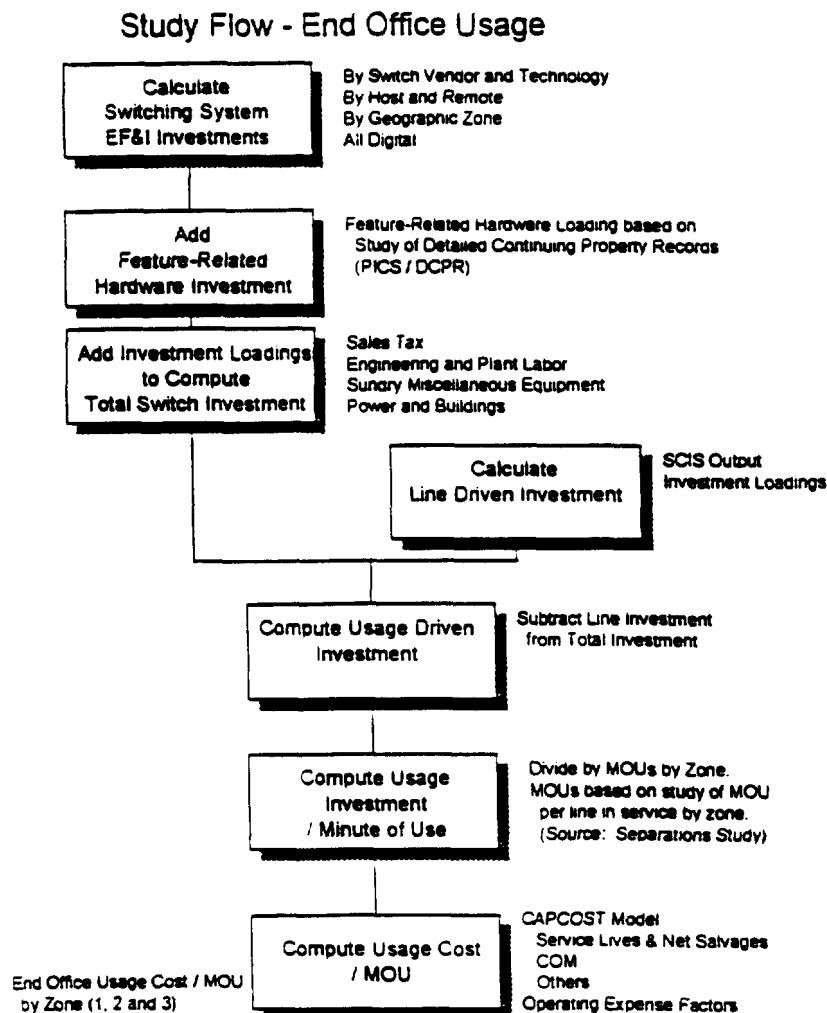 Study Flow - End Office Usage
Calculate
Switching System
EF&I Investments
By Switch Vendor and Technology
By Host and Remote
By Geographic Zone
All Digital
Add
Feature-Related
Hardware Investment
Feature-Related Hardware Loading based on
Study of Detailed Continuing Property Records
(PICS / DCPR)
Add Investment Loadings
to Compute
Total Switch Investment
Sales Tax
Engineering and Plant Labor
Sundry Miscellaneous Equipment
Power and Buildings
Calculate
Line Driven Investment
SCIS Output
Investment Loadings
Compute Usage Driven
Investment
Subtract Line Investment
from Total Investment
Compute Usage
Investment
/ Minute of Use
Divide by MOUs by Zone.
MOUs based on study of MOU
per line in service by zone.
(Source: Separations Study)
Compute Usage Cost
/ MOU
CAPCOST Model
Service Lives & Net Salvages
COM
Others
Operating Expense Factors
End Office Usage Cost / MOU
by Zone (1, 2 and 3)